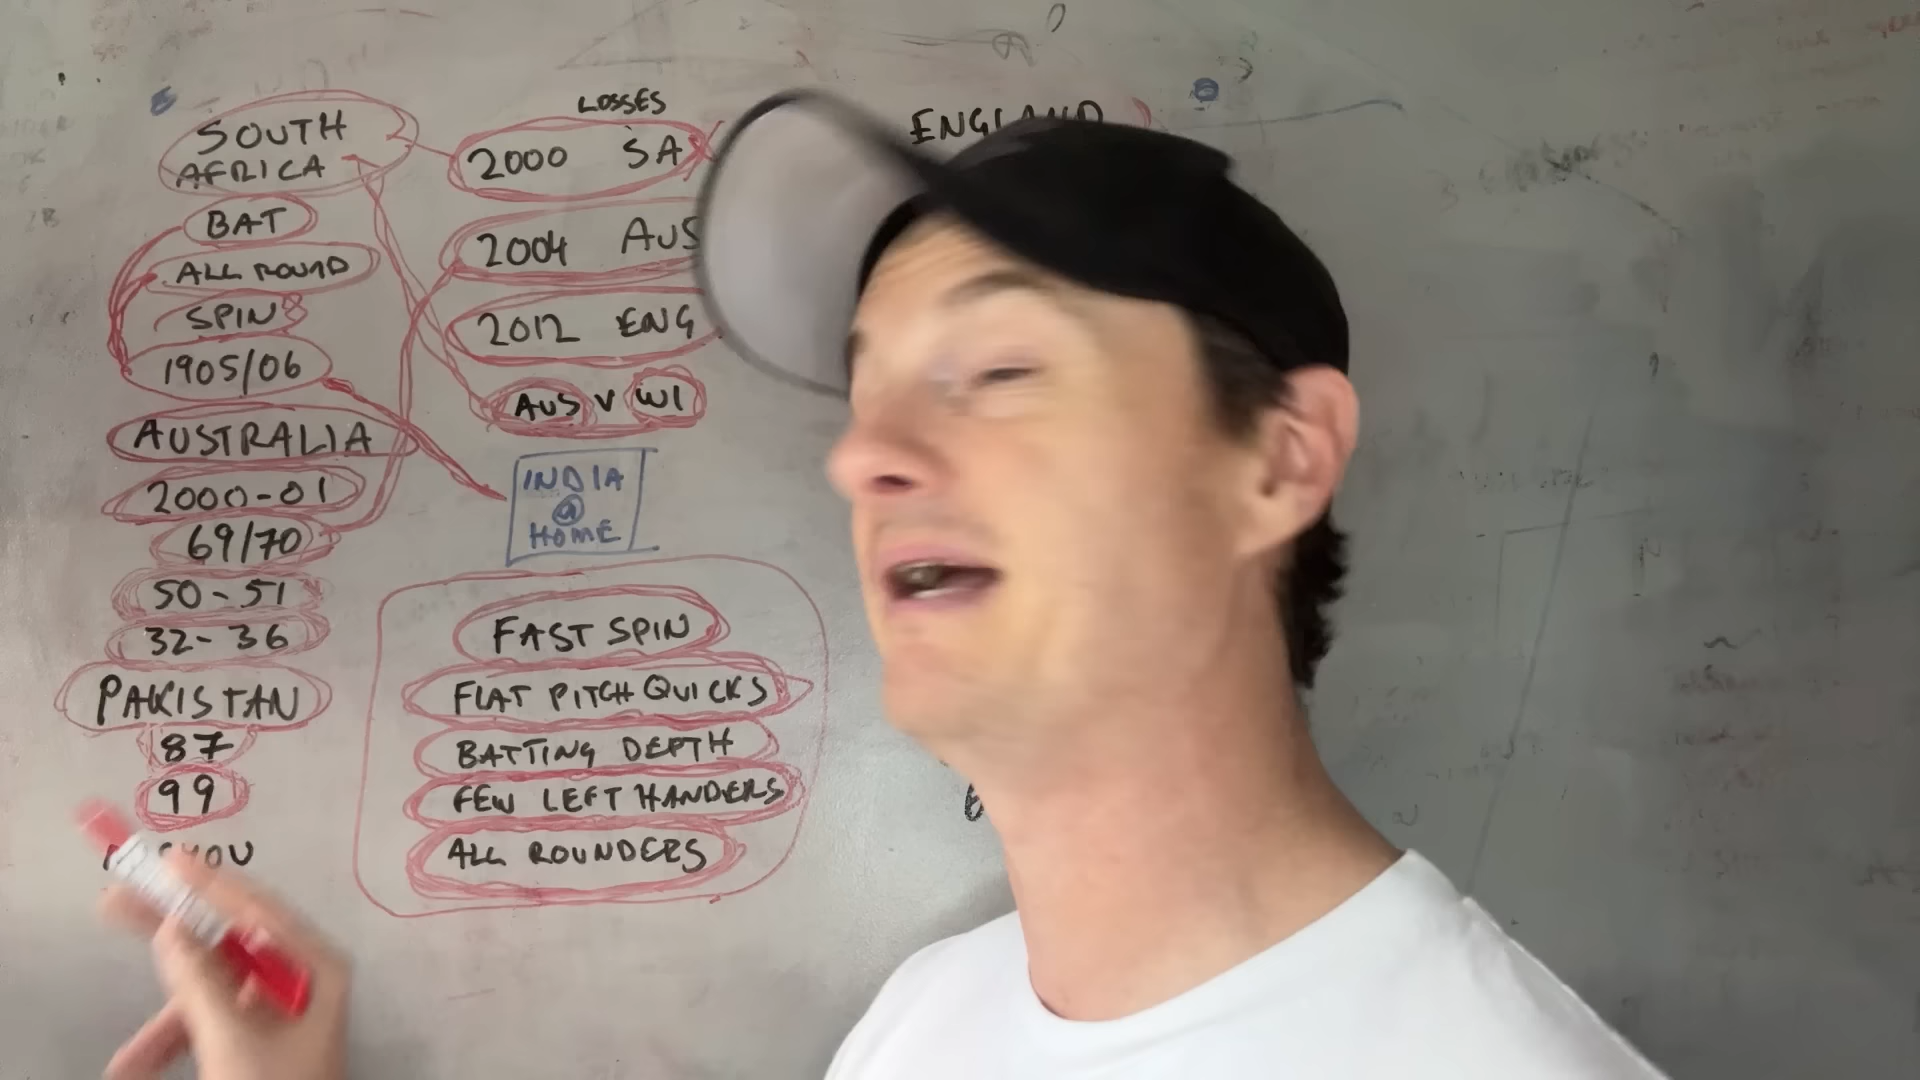 SOUTH
AFRICA
BAT
ALL ROUND
SPIN
1905/06
AUSTRALIA
2000-01
69/70
50-51
32-36
PAKISTAN
87
99
LOSSES
2000 SA
2004 AUS
2012 ENG
AUS V WI
INDIA
@
HOME
FAST SPIN
FLAT PITCH QUICKS
BATTING DEPTH
FEW LEFT HANDERS
ALL ROUNDERS
ENGLAND